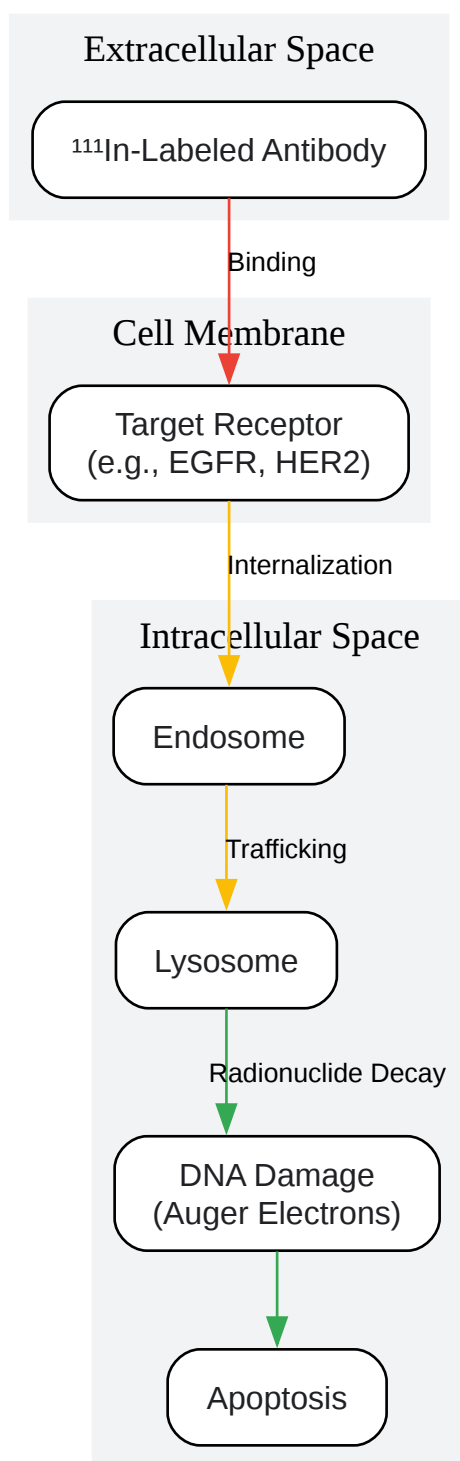 Extracellular Space
¹¹¹In-Labeled Antibody
Binding
Cell Membrane
Target Receptor
(e.g., EGFR, HER2)
Internalization
Intracellular Space
Endosome
Trafficking
Lysosome
Radionuclide Decay
DNA Damage
(Auger Electrons)
Apoptosis